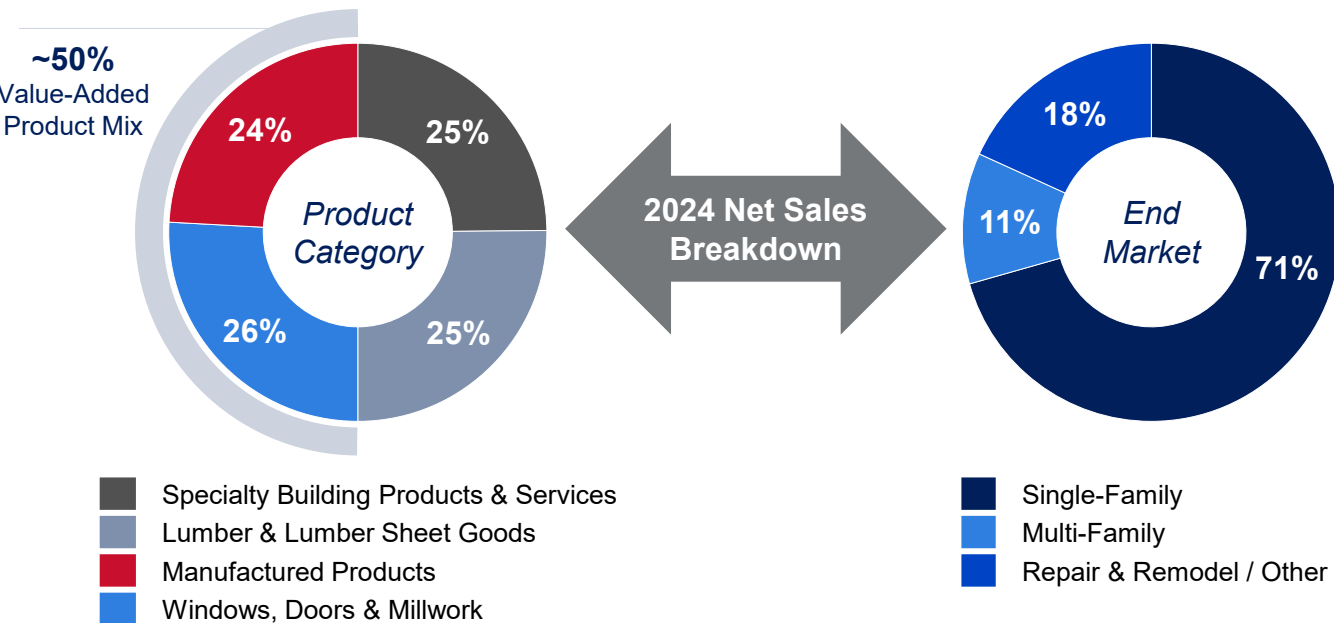 ~50%
Value-Added
Product Mix
24%
25%
26%
25%
Product
Category
2024 Net Sales
Breakdown
18%
11%
71%
End
Market
Specialty Building Products & Services
Lumber & Lumber Sheet Goods
Manufactured Products
Windows, Doors & Millwork
Single-Family
Multi-Family
Repair & Remodel / Other